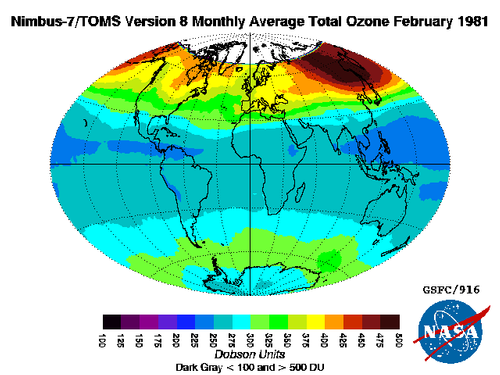 Nimbus-7/TOMS Version 8 Monthly Average Total Ozone February 1981
GSFC/916
NASA
100 125 150 175 200 225 250 275 300 325 350 375 400 425 450 475 500
Dobson Units
Dark Gray < 100 and > 500 DU